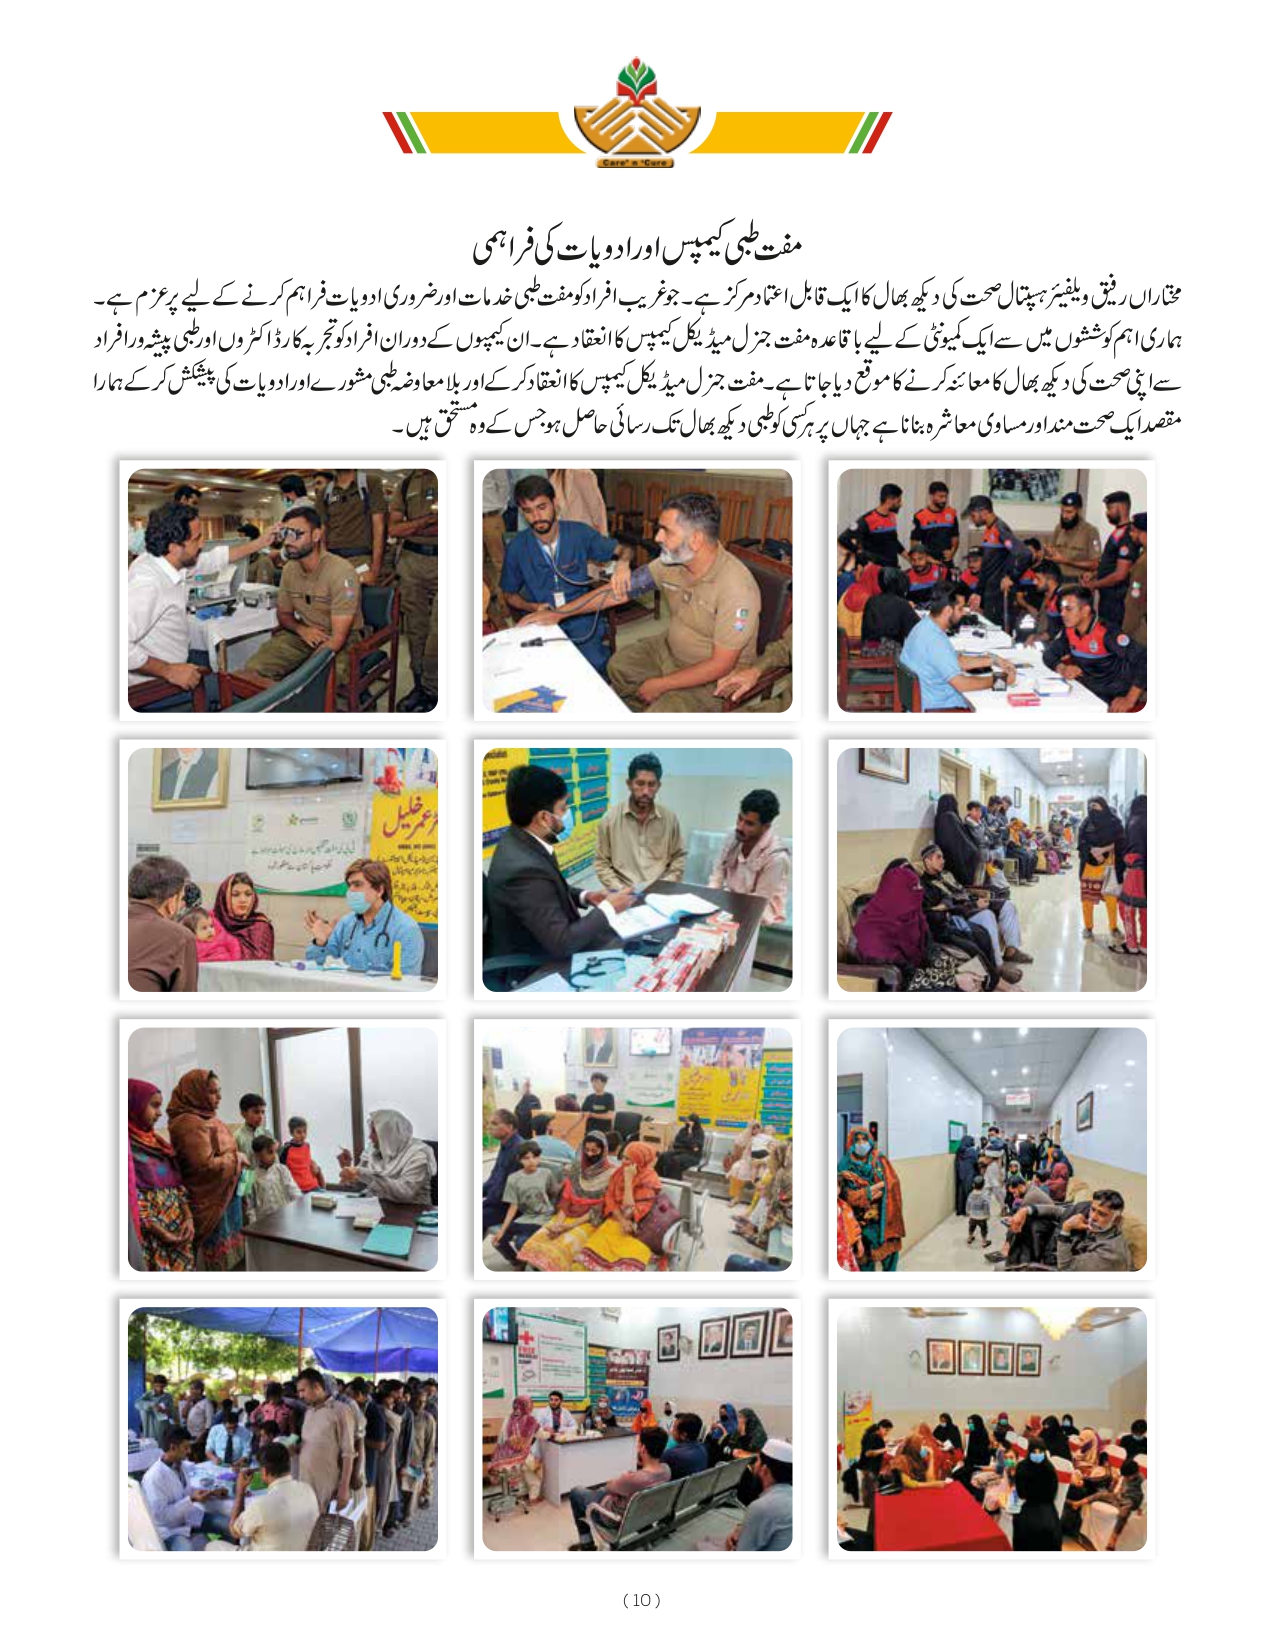 Care' n 'Cure
مفت طبی کیمپس اور ادویات کی فراہمی
مختاراں رفیق ویلفیئر ہسپتال صحت کی دیکھ بھال کا ایک قابل اعتماد مرکز ہے۔ جو غریب افراد کو مفت طبی خدمات اور ضروری ادویات فراہم کرنے کے لیے پرعزم ہے۔
ہماری اہم کوششوں میں سے ایک کمیونٹی کے لیے باقاعدہ مفت جنرل میڈیکل کیمپس کا انعقاد ہے۔ ان کیمپوں کے دوران افراد کو تجربہ کار ڈاکٹروں اور طبی پیشہ ور افراد
سے اپنی صحت کی دیکھ بھال کا معائنہ کرنے کا موقع دیا جاتا ہے۔ مفت جنرل میڈیکل کیمپس کا انعقاد کر کے اور بلا معاوضہ طبی مشورے اور ادویات کی پیشکش کر کے ہمارا
مقصد ایک صحت مند اور مساوی معاشرہ بنانا ہے جہاں پر ہر کسی کو طبی دیکھ بھال تک رسائی حاصل ہو جس کے وہ مستحق ہیں۔
عمر خلیل
حکومت پاکستان
FREE
( 10 )